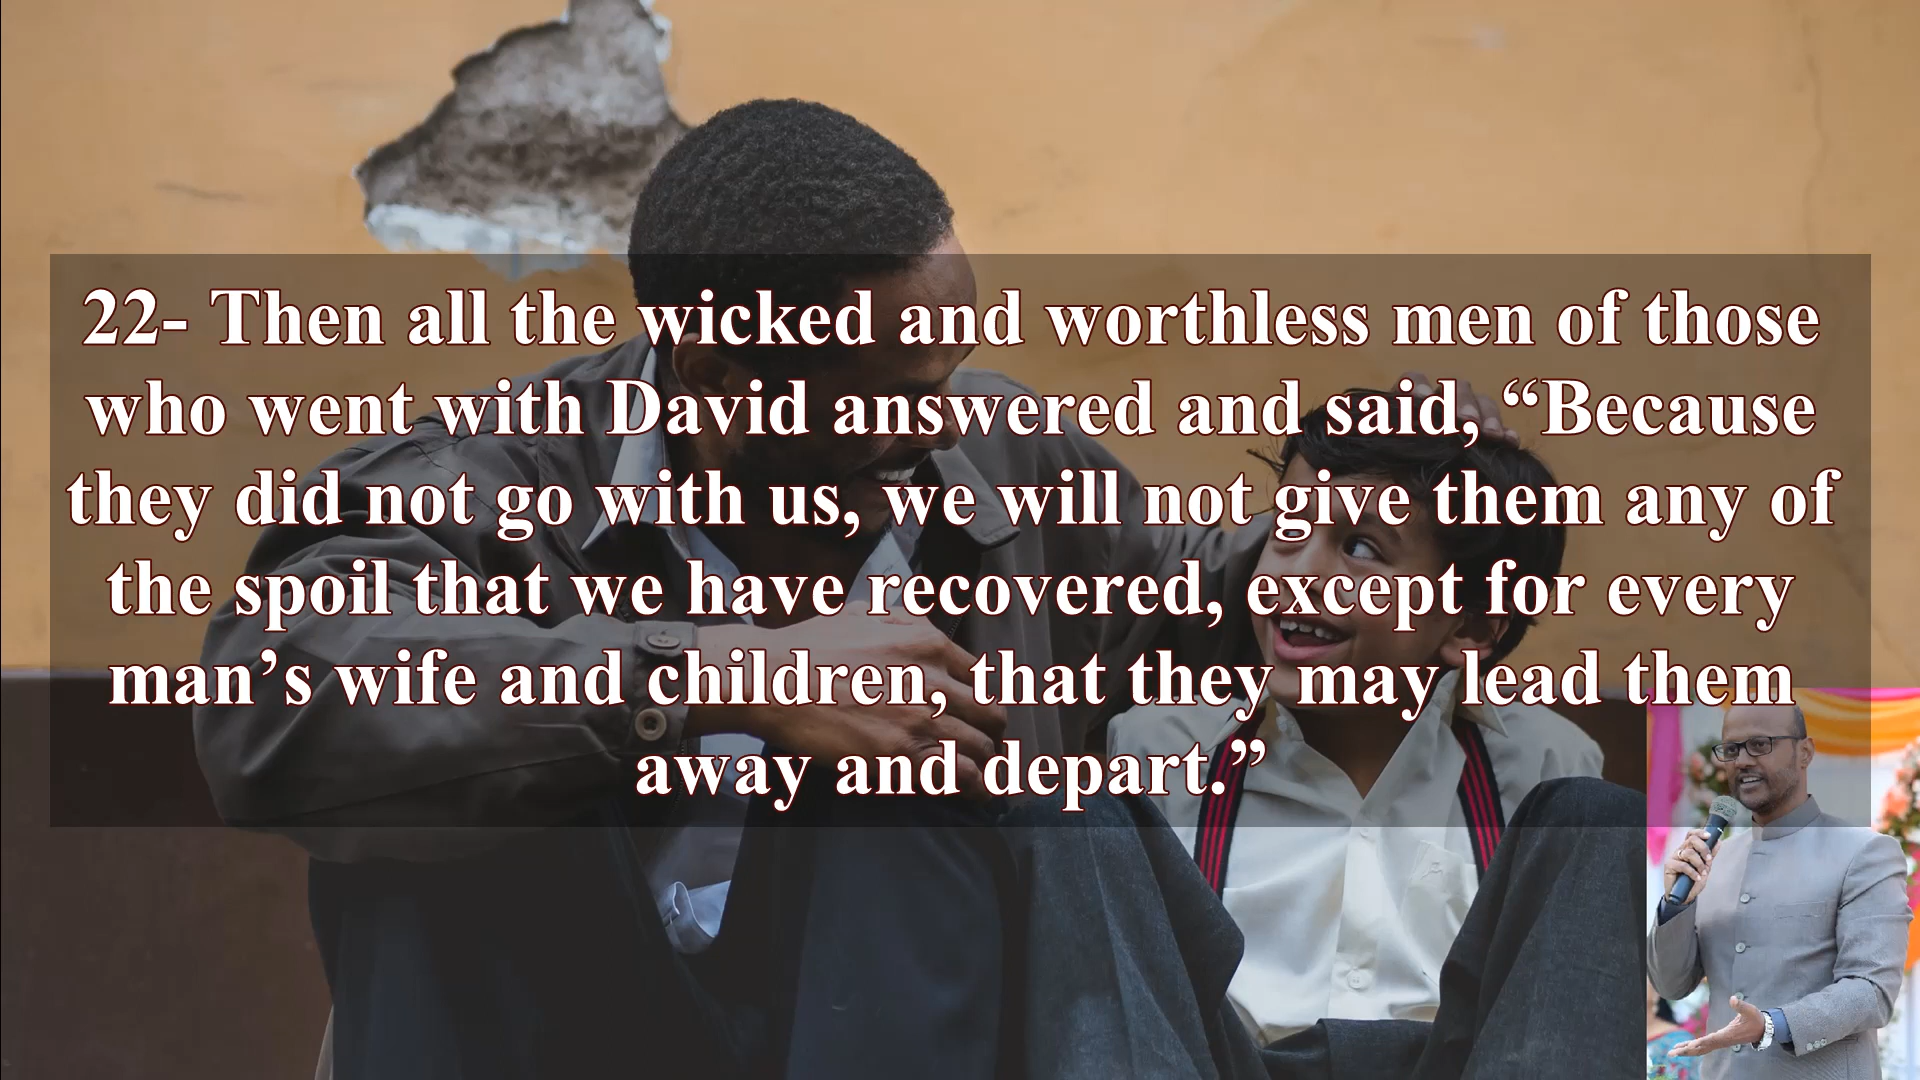 22- Then all the wicked and worthless men of those
who went with David answered and said, “Because
they did not go with us, we will not give them any of
the spoil that we have recovered, except for every
man’s wife and children, that they may lead them
away and depart.”